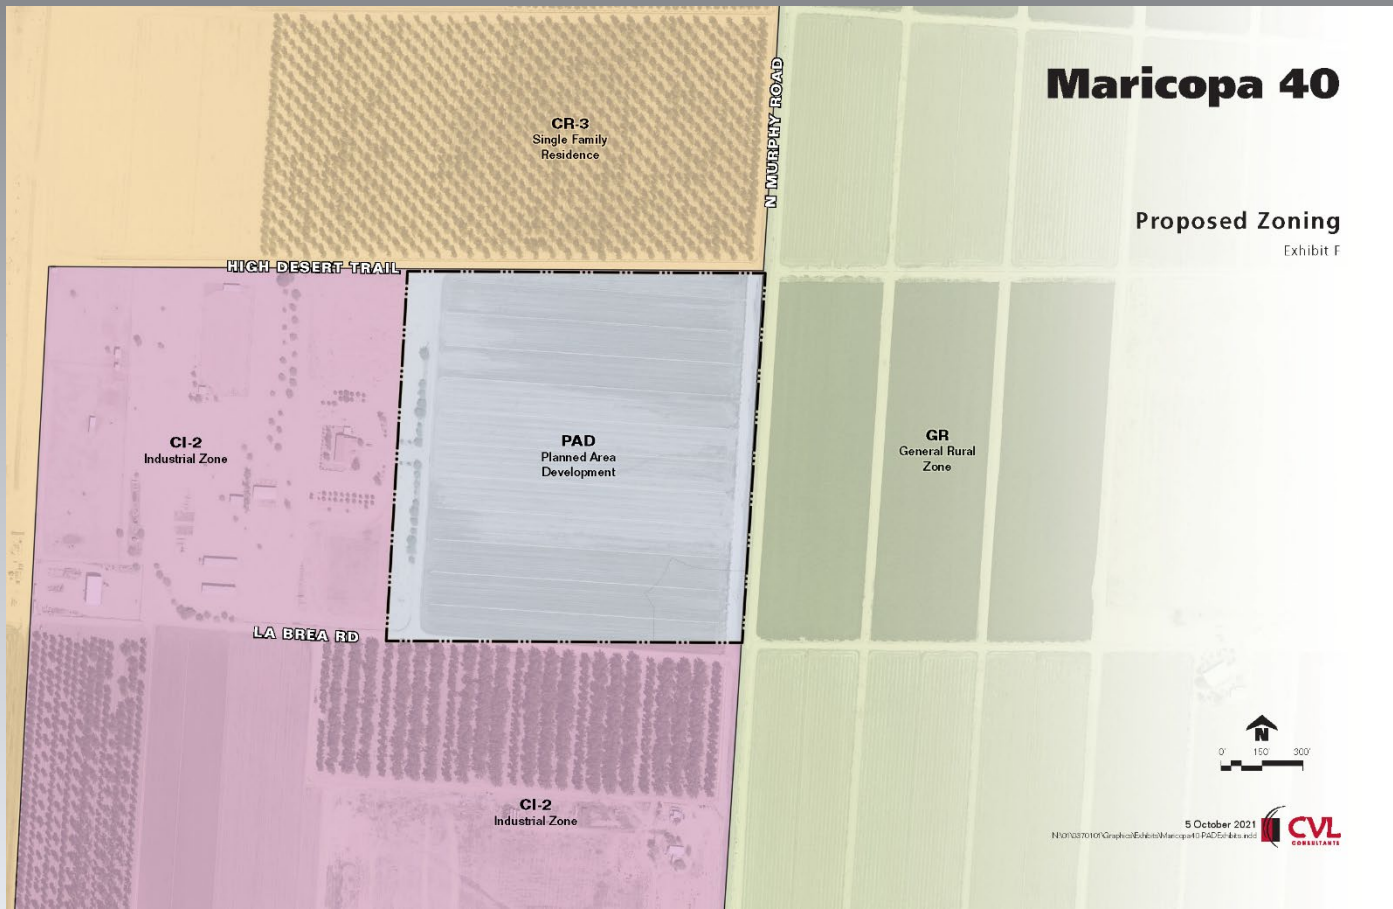 Maricopa 40
Proposed Zoning
Exhibit F
CR-3
Single Family
Residence
N MURPHY ROAD
HIGH DESERT TRAIL
CI-2
Industrial Zone
PAD
Planned Area
Development
GR
General Rural
Zone
LA BREA RD
CI-2
Industrial Zone
N
0' 150' 300'
5 October 2021
CVL
CONSULTANTS